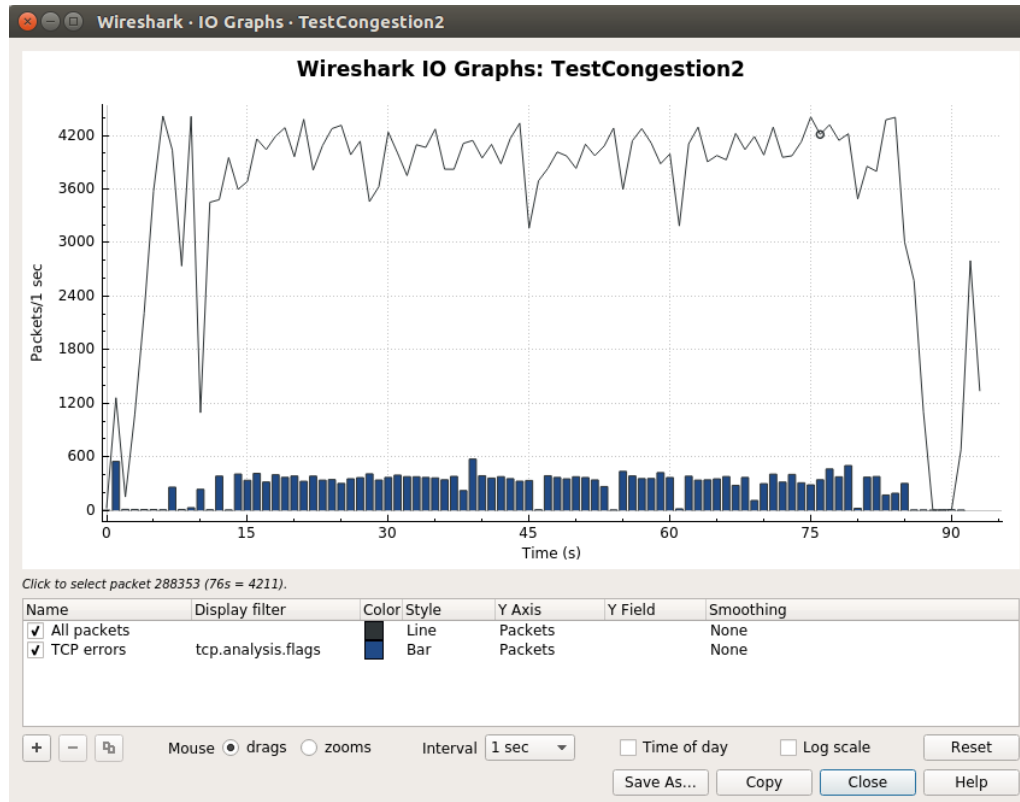 Wireshark · IO Graphs · TestCongestion2
Wireshark IO Graphs: TestCongestion2
4200
3600
3000
2400
1800
1200
600
0
Packets/1 sec
0 15 30 45 60 75 90
Time (s)
Click to select packet 288353 (76s = 4211).
Name Display filter Color Style Y Axis Y Field Smoothing
All packets Line Packets None
TCP errors tcp.analysis.flags Bar Packets None
+ − Mouse drags zooms Interval 1 sec Time of day Log scale Reset
Save As... Copy Close Help